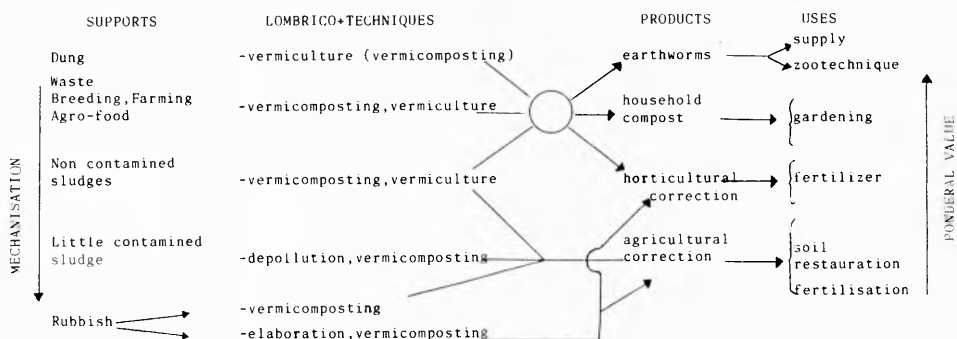 SUPPORTS LOMBRICO+TECHNIQUES PRODUCTS USES
Dung -vermiculture (vermicomposting) earthworms supply
zootechnique
Waste
Breeding,Farming -vermicomposting,vermiculture household
Agro-food compost gardening
Non contamined
sludges -vermicomposting,vermiculture horticultural fertilizer
correction
Little contamined agricultural soil
sludge -depollution,vermicomposting correction restauration
fertilisation
-vermicomposting
Rubbish
-elaboration,vermicomposting
MECHANISATION
PONDERAL VALUE